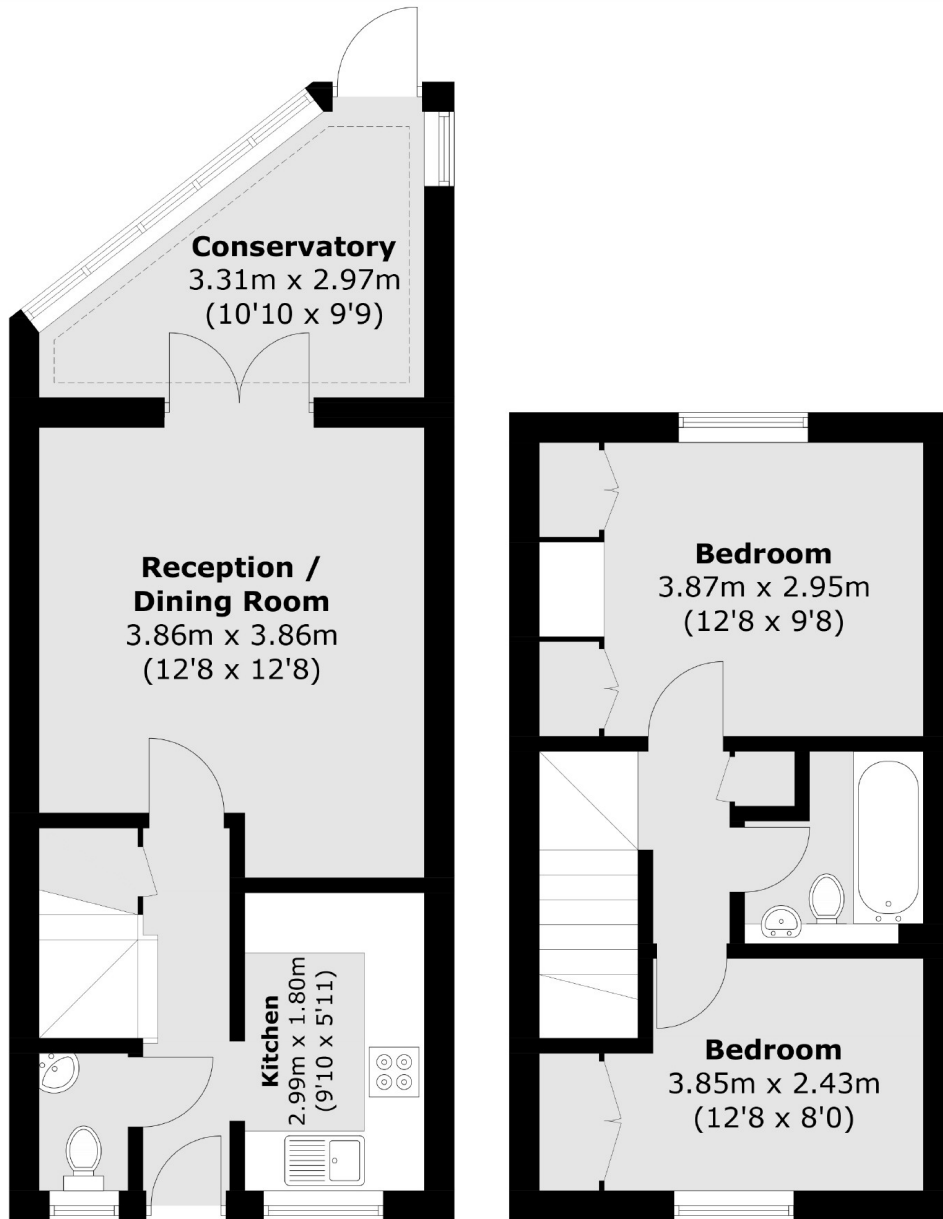 Conservatory
3.31m x 2.97m
(10'10 x 9'9)
Reception /
Dining Room
3.86m x 3.86m
(12'8 x 12'8)
Kitchen
2.99m x 1.80m
(9'10 x 5'11)
Bedroom
3.87m x 2.95m
(12'8 x 9'8)
Bedroom
3.85m x 2.43m
(12'8 x 8'0)